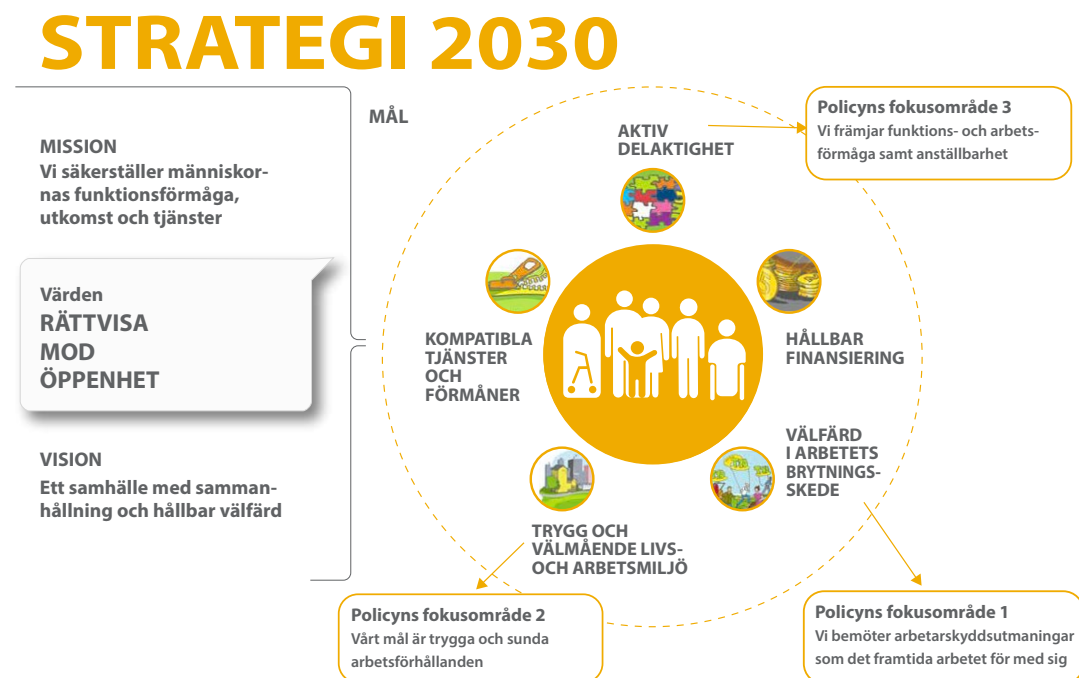 STRATEGI 2030
MISSION
Vi säkerställer människor-
nas funktionsförmåga,
utkomst och tjänster
Värden
RÄTTVISA
MOD
ÖPPENHET
VISION
Ett samhälle med samman-
hållning och hållbar välfärd
MÅL
AKTIV
DELAKTIGHET
Policyns fokusområde 3
Vi främjar funktions- och arbets-
förmåga samt anställbarhet
KOMPATIBLA
TJÄNSTER
OCH
FÖRMÅNER
HÅLLBAR
FINANSIERING
VÄLFÄRD
I ARBETETS
BRYTNINGS-
SKEDE
TRYGG OCH
VÄLMÅENDE LIVS-
OCH ARBETSMILJÖ
Policyns fokusområde 2
Vårt mål är trygga och sunda
arbetsförhållanden
Policyns fokusområde 1
Vi bemöter arbetarskyddsutmaningar
som det framtida arbetet för med sig